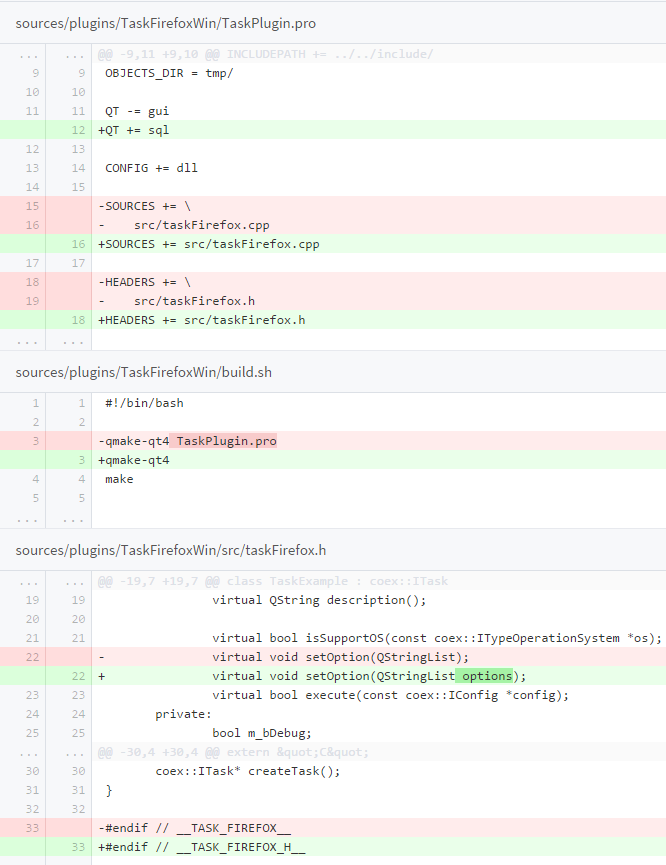 sources/plugins/TaskFirefoxWin/TaskPlugin.pro
... ... @@ -9,11 +9,10 @@ INCLUDEPATH += ../../include/
9 9 OBJECTS_DIR = tmp/
10 10
11 11 QT -= gui
12 +QT += sql
12 13
13 14 CONFIG += dll
14 15
15 -SOURCES += \
16 - src/taskFirefox.cpp
16 +SOURCES += src/taskFirefox.cpp
17 17
18 -HEADERS += \
19 - src/taskFirefox.h
18 +HEADERS += src/taskFirefox.h
... ...
sources/plugins/TaskFirefoxWin/build.sh
1 1 #!/bin/bash
2 2
3 -qmake-qt4 TaskPlugin.pro
3 +qmake-qt4
4 4 make
5 5
... ...
sources/plugins/TaskFirefoxWin/src/taskFirefox.h
... ... @@ -19,7 +19,7 @@ class TaskExample : coex::ITask
19 19 virtual QString description();
20 20
21 21 virtual bool isSupportOS(const coex::ITypeOperationSystem *os);
22 - virtual void setOption(QStringList);
22 + virtual void setOption(QStringList options);
23 23 virtual bool execute(const coex::IConfig *config);
24 24 private:
25 25 bool m_bDebug;
... ... @@ -30,4 +30,4 @@ extern &quot;C&quot;
30 30 coex::ITask* createTask();
31 31 }
32 32
33 -#endif // __TASK_FIREFOX__
33 +#endif // __TASK_FIREFOX_H__